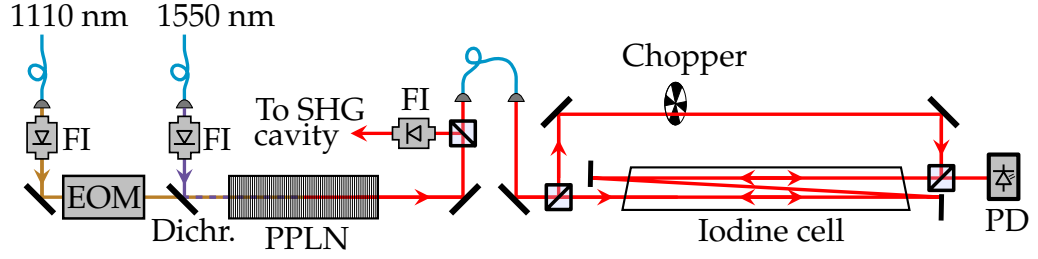 1110 nm
1550 nm
Chopper
To SHG
cavity
FI
FI
FI
EOM
Dichr.
PPLN
Iodine cell
PD